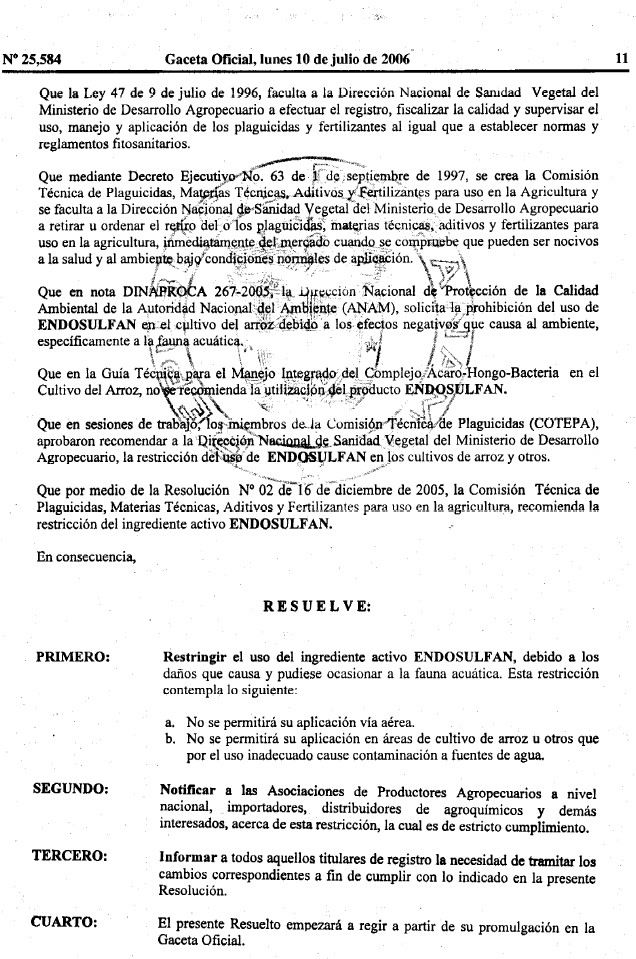 Nº 25,584 Gaceta Oficial, lunes 10 de julio de 2006 11
Que la Ley 47 de 9 de julio de 1996, faculta a la Dirección Nacional de Sanidad Vegetal del
Ministerio de Desarrollo Agropecuario a efectuar el registro, fiscalizar la calidad y supervisar el
uso, manejo y aplicación de los plaguicidas y fertilizantes al igual que a establecer normas y
reglamentos fitosanitarios.
Que mediante Decreto Ejecutivo No. 63 de 1 de septiembre de 1997, se crea la Comisión
Técnica de Plaguicidas, Materias Técnicas, Aditivos y Fertilizantes para uso en la Agricultura y
se faculta a la Dirección Nacional de Sanidad Vegetal del Ministerio de Desarrollo Agropecuario
a retirar u ordenar el retiro del o los plaguicidas, materias técnicas, aditivos y fertilizantes para
uso en la agricultura, inmediatamente del mercado cuando se compruebe que pueden ser nocivos
a la salud y al ambiente bajo condiciones normales de aplicación.
Que en nota DINAPROCA 267-2005, la Dirección Nacional de Protección de la Calidad
Ambiental de la Autoridad Nacional del Ambiente (ANAM), solicita la prohibición del uso de
ENDOSULFAN en el cultivo del arroz debido a los efectos negativos que causa al ambiente,
específicamente a la fauna acuática.
Que en la Guía Técnica para el Manejo Integrado del Complejo Acaro-Hongo-Bacteria en el
Cultivo del Arroz, no se recomienda la utilización del producto ENDOSULFAN.
Que en sesiones de trabajo, los miembros de la Comisión Técnica de Plaguicidas (COTEPA),
aprobaron recomendar a la Dirección Nacional de Sanidad Vegetal del Ministerio de Desarrollo
Agropecuario, la restricción del uso de ENDOSULFAN en los cultivos de arroz y otros.
Que por medio de la Resolución Nº 02 de 16 de diciembre de 2005, la Comisión Técnica de
Plaguicidas, Materias Técnicas, Aditivos y Fertilizantes para uso en la agricultura, recomienda la
restricción del ingrediente activo ENDOSULFAN.
En consecuencia,
RESUELVE:
PRIMERO: Restringir el uso del ingrediente activo ENDOSULFAN, debido a los
daños que causa y pudiese ocasionar a la fauna acuática. Esta restricción
contempla lo siguiente:
a. No se permitirá su aplicación vía aérea.
b. No se permitirá su aplicación en áreas de cultivo de arroz u otros que
por el uso inadecuado cause contaminación a fuentes de agua.
SEGUNDO: Notificar a las Asociaciones de Productores Agropecuarios a nivel
nacional, importadores, distribuidores de agroquímicos y demás
interesados, acerca de esta restricción, la cual es de estricto cumplimiento.
TERCERO: Informar a todos aquellos titulares de registro la necesidad de tramitar los
cambios correspondientes a fin de cumplir con lo indicado en la presente
Resolución.
CUARTO: El presente Resuelto empezará a regir a partir de su promulgación en la
Gaceta Oficial.